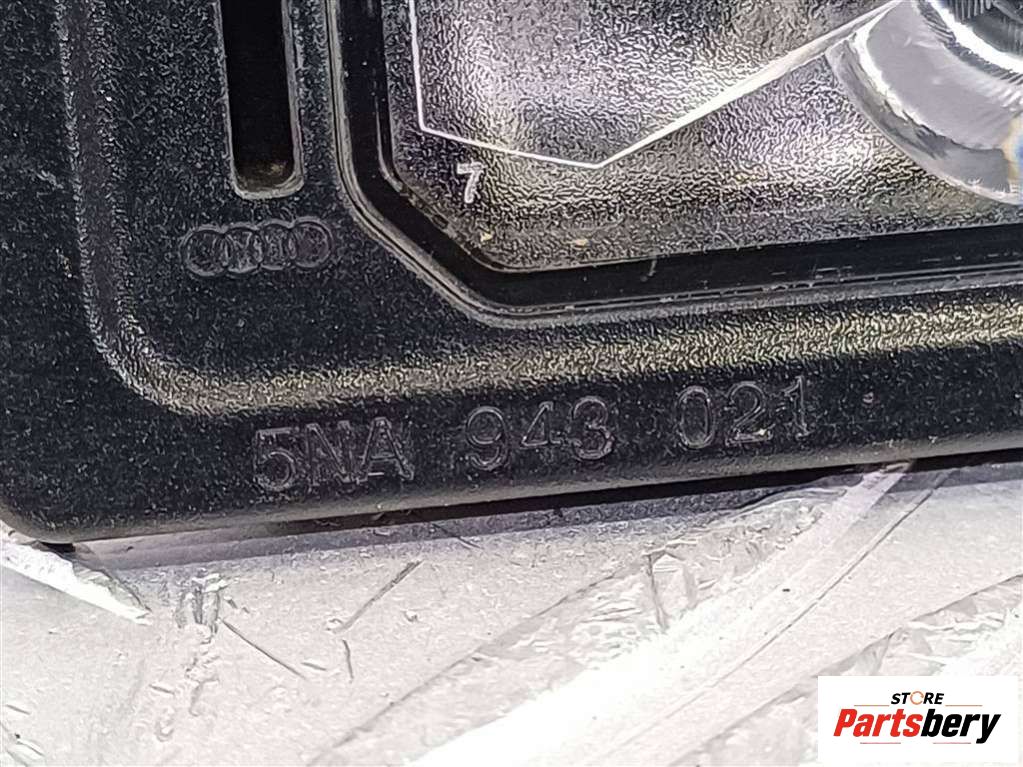 7
5NA 943 021
STORE
Partsbery